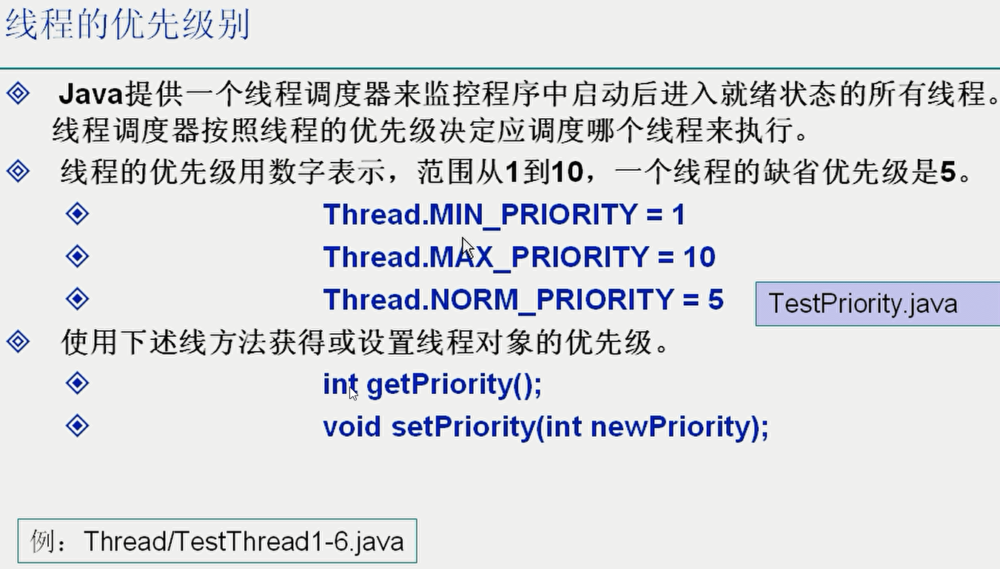 线程的优先级别
Java提供一个线程调度器来监控程序中启动后进入就绪状态的所有线程。
线程调度器按照线程的优先级决定应调度哪个线程来执行。
线程的优先级用数字表示，范围从1到10，一个线程的缺省优先级是5。
Thread.MIN_PRIORITY = 1
Thread.MAX_PRIORITY = 10
Thread.NORM_PRIORITY = 5
TestPriority.java
使用下述线方法获得或设置线程对象的优先级。
int getPriority();
void setPriority(int newPriority);
例：Thread/TestThread1-6.java